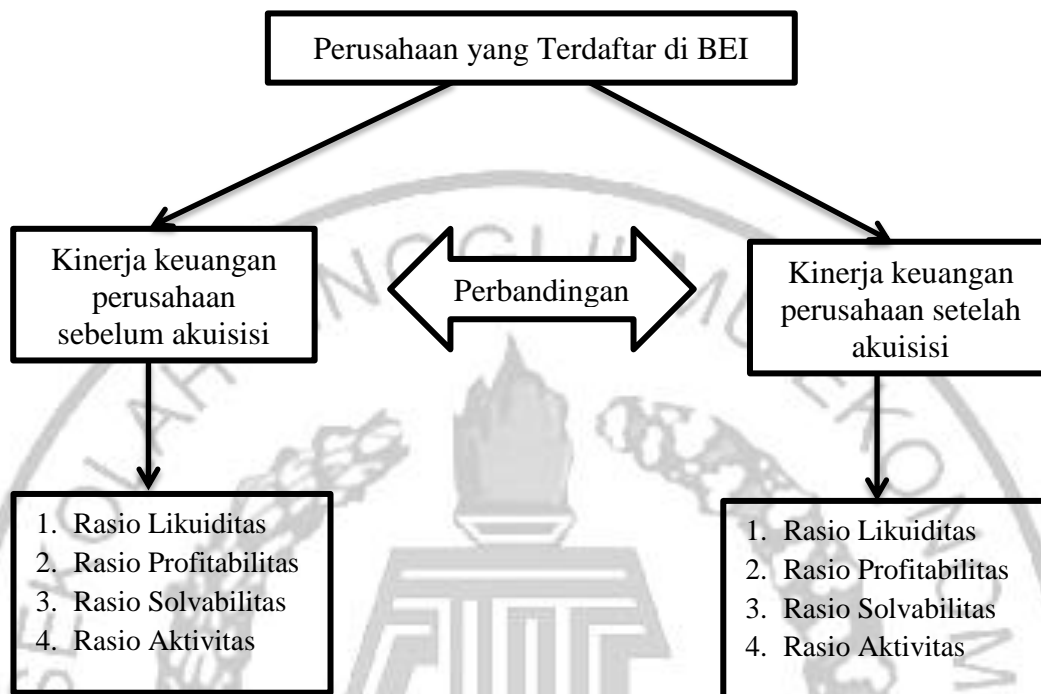 Perusahaan yang Terdaftar di BEI
Kinerja keuangan
perusahaan
sebelum akuisisi
Perbandingan
Kinerja keuangan
perusahaan setelah
akuisisi
1. Rasio Likuiditas
2. Rasio Profitabilitas
3. Rasio Solvabilitas
4. Rasio Aktivitas
1. Rasio Likuiditas
2. Rasio Profitabilitas
3. Rasio Solvabilitas
4. Rasio Aktivitas